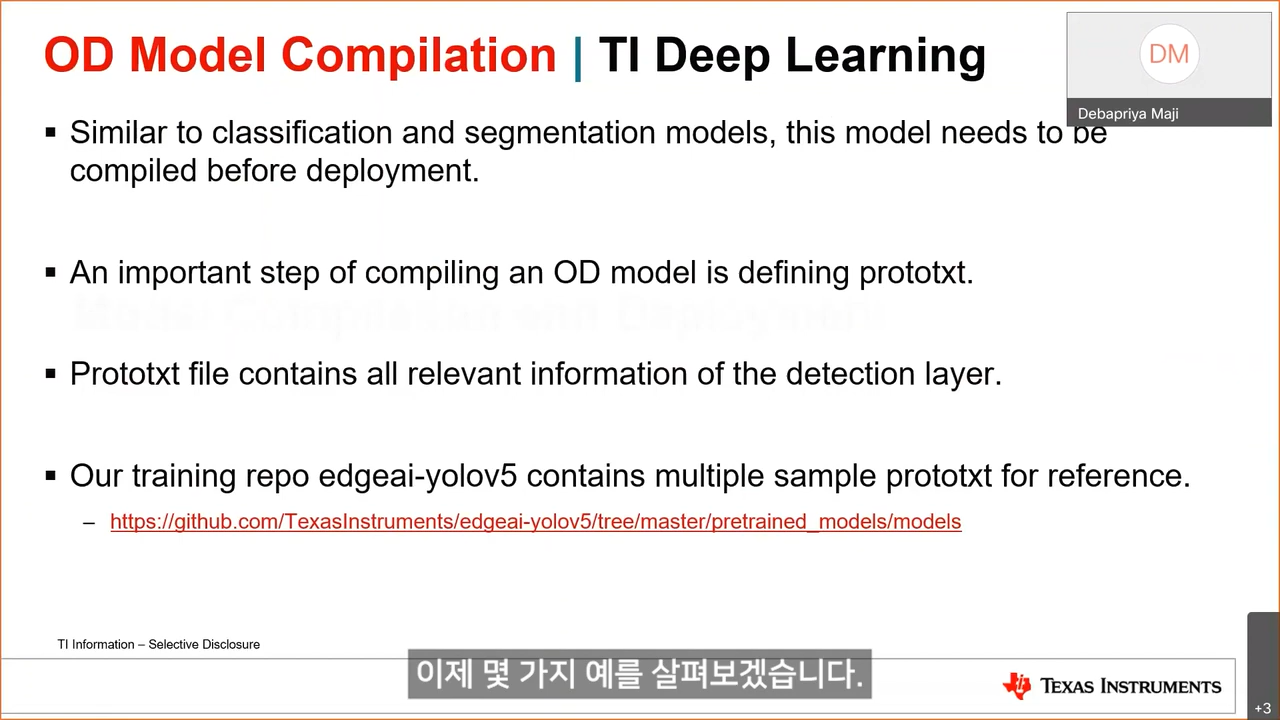 OD Model Compilation | TI Deep Learning
DM
Debapriya Maji
▪ Similar to classification and segmentation models, this model needs to be
compiled before deployment.
▪ An important step of compiling an OD model is defining prototxt.
Model Compilation and Deployment
▪ Prototxt file contains all relevant information of the detection layer.
▪ Our training repo edgeai-yolov5 contains multiple sample prototxt for reference.
– https://github.com/TexasInstruments/edgeai-yolov5/tree/master/pretrained_models/models
TI Information – Selective Disclosure
이제 몇 가지 예를 살펴보겠습니다.
TEXAS INSTRUMENTS
+3